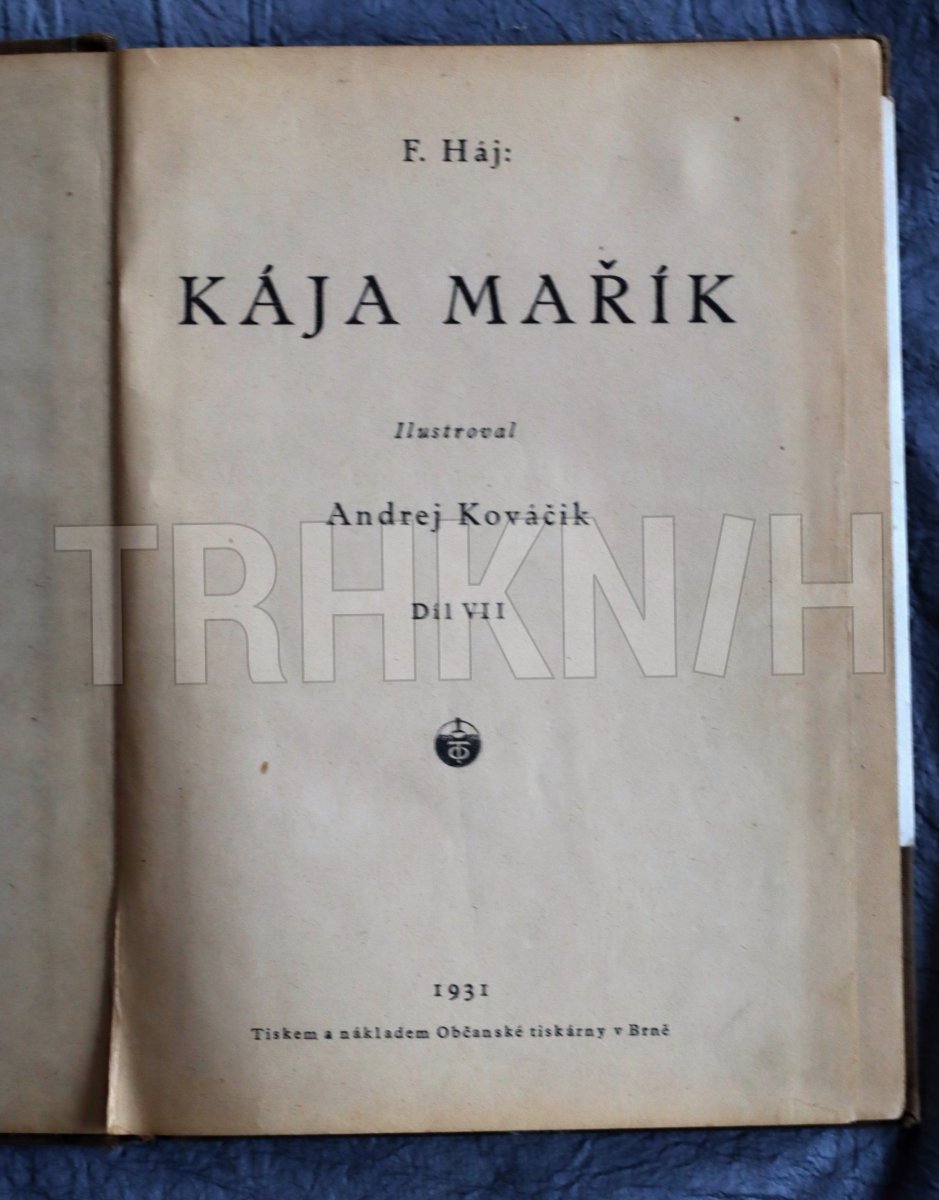 F. Háj:
KÁJA MAŘÍK
Ilustroval
Andrej Kováčik
TRHKNIH
Díl VII
1931
Tiskem a nákladem Občanské tiskárny v Brně